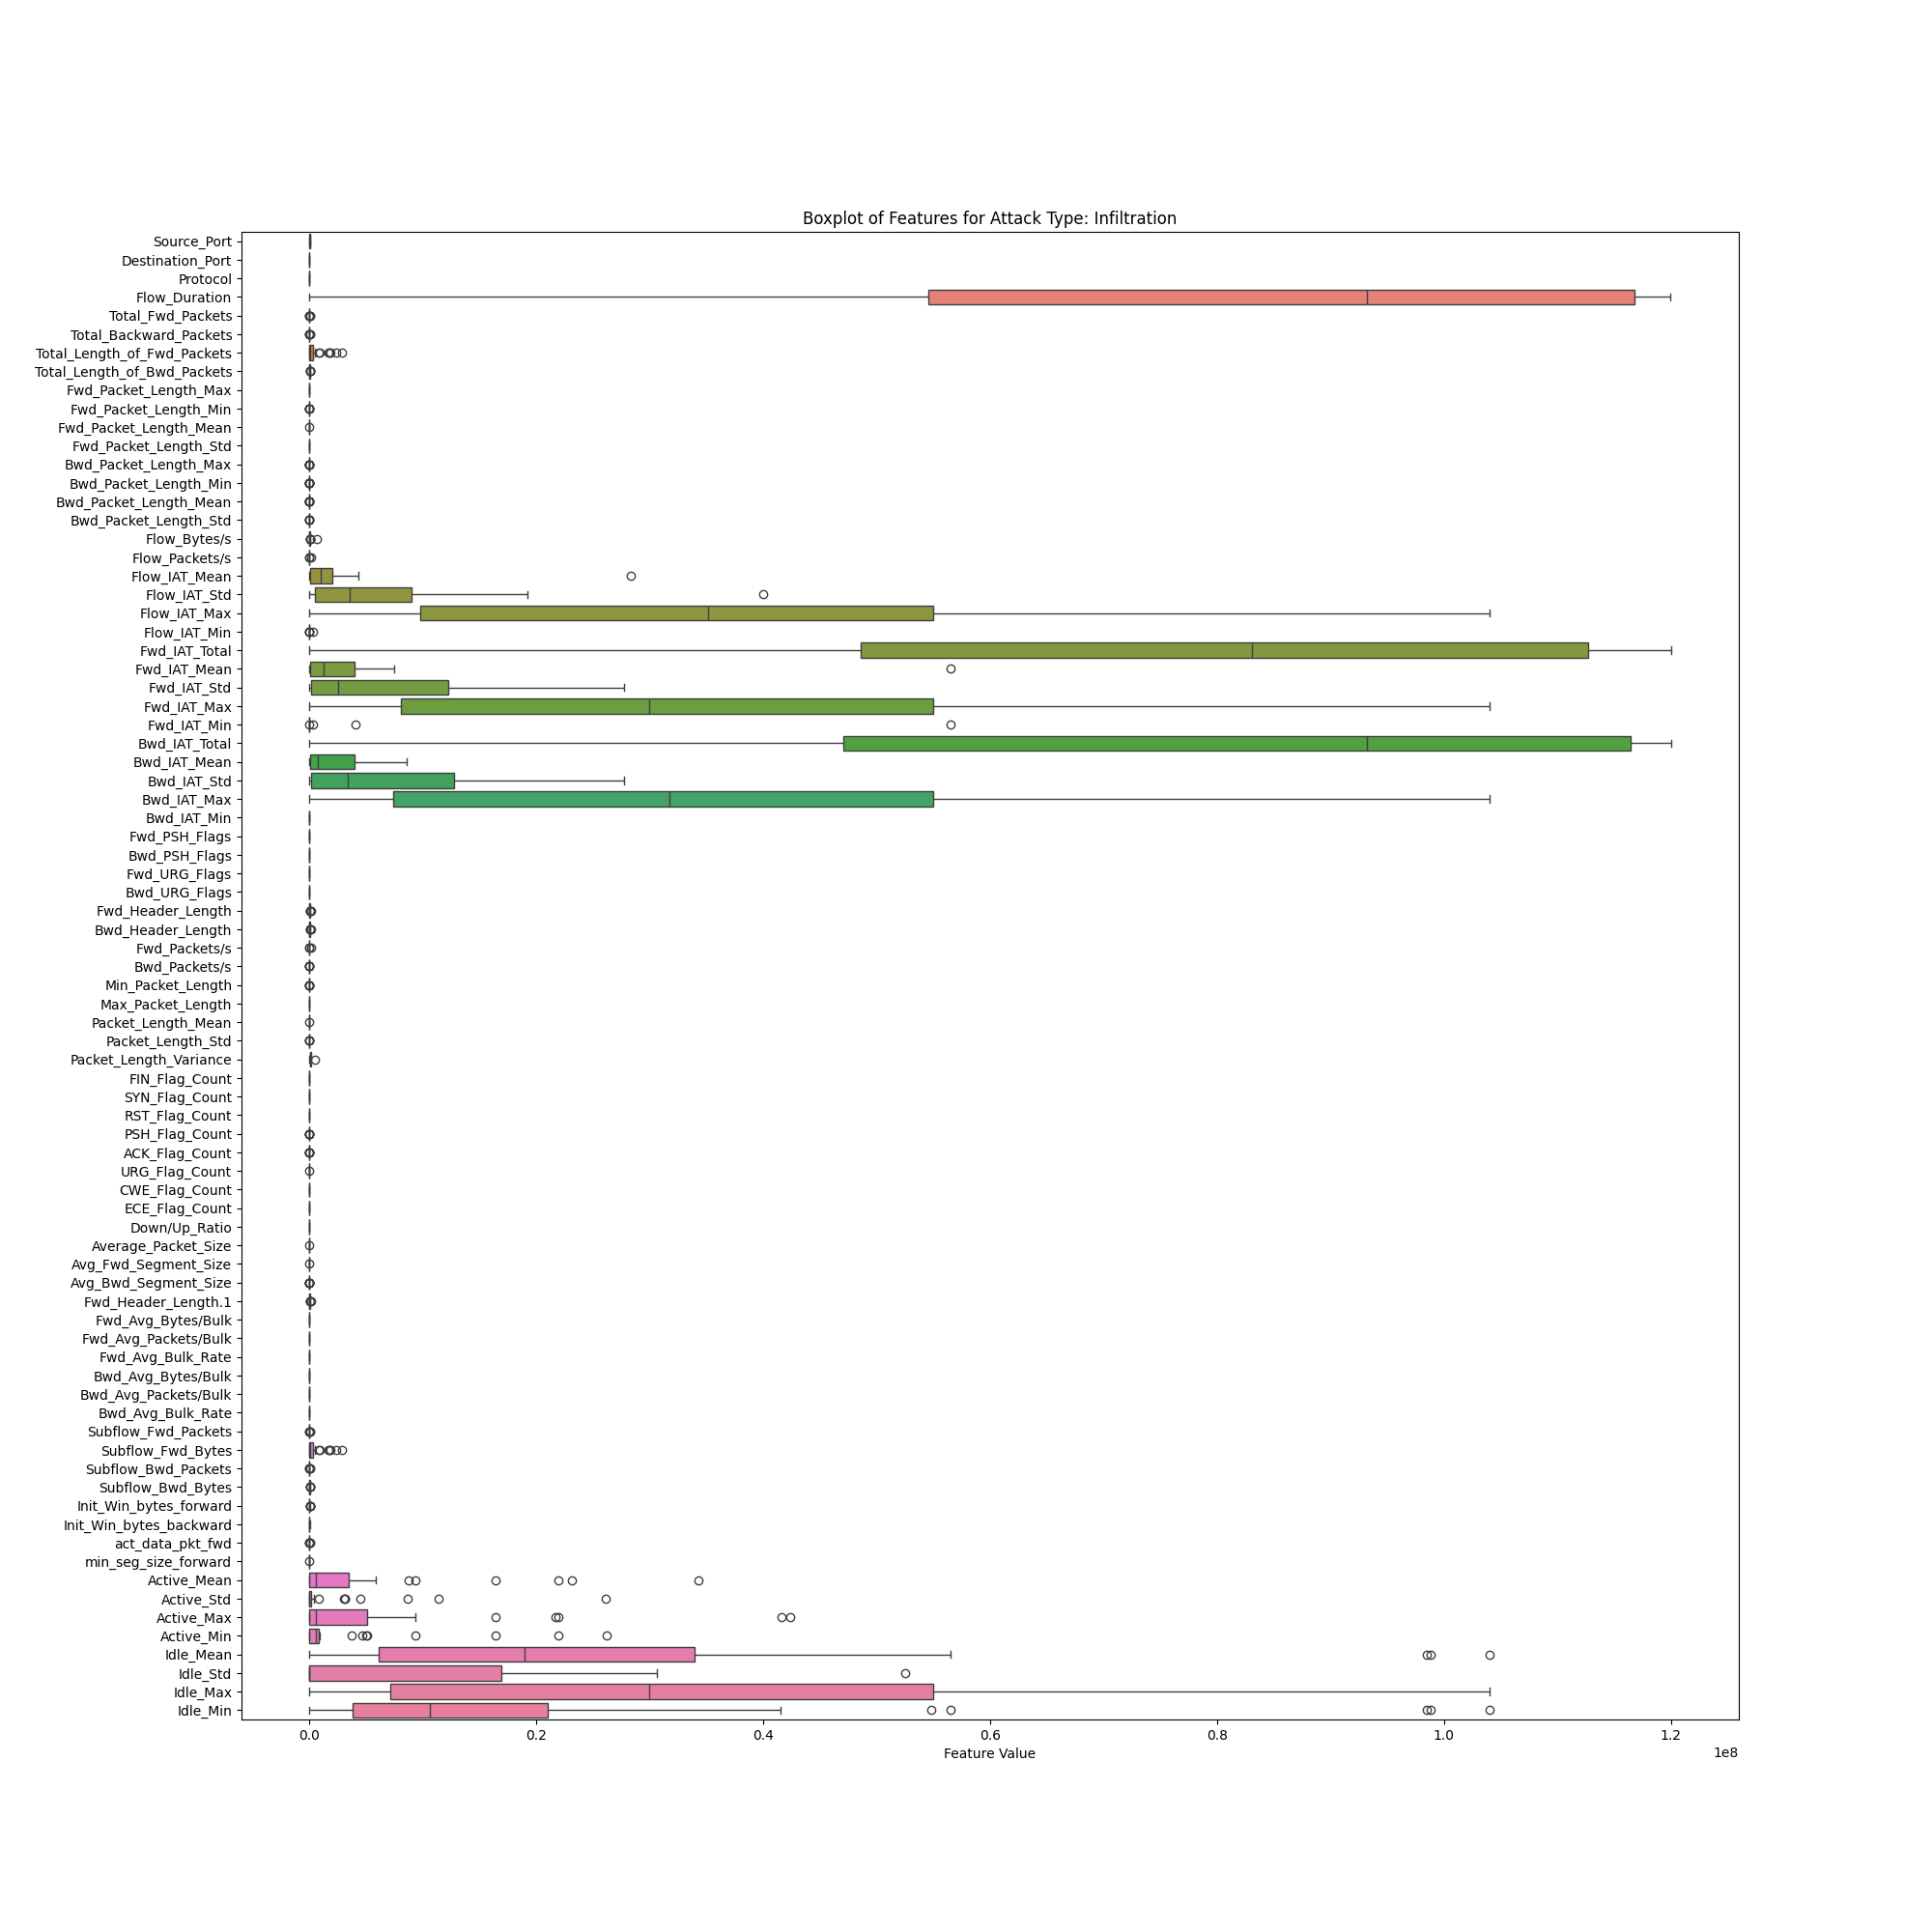 Boxplot of Features for Attack Type: Infiltration
Source_Port
Destination_Port
Protocol
Flow_Duration
Total_Fwd_Packets
Total_Backward_Packets
Total_Length_of_Fwd_Packets
Total_Length_of_Bwd_Packets
Fwd_Packet_Length_Max
Fwd_Packet_Length_Min
Fwd_Packet_Length_Mean
Fwd_Packet_Length_Std
Bwd_Packet_Length_Max
Bwd_Packet_Length_Min
Bwd_Packet_Length_Mean
Bwd_Packet_Length_Std
Flow_Bytes/s
Flow_Packets/s
Flow_IAT_Mean
Flow_IAT_Std
Flow_IAT_Max
Flow_IAT_Min
Fwd_IAT_Total
Fwd_IAT_Mean
Fwd_IAT_Std
Fwd_IAT_Max
Fwd_IAT_Min
Bwd_IAT_Total
Bwd_IAT_Mean
Bwd_IAT_Std
Bwd_IAT_Max
Bwd_IAT_Min
Fwd_PSH_Flags
Bwd_PSH_Flags
Fwd_URG_Flags
Bwd_URG_Flags
Fwd_Header_Length
Bwd_Header_Length
Fwd_Packets/s
Bwd_Packets/s
Min_Packet_Length
Max_Packet_Length
Packet_Length_Mean
Packet_Length_Std
Packet_Length_Variance
FIN_Flag_Count
SYN_Flag_Count
RST_Flag_Count
PSH_Flag_Count
ACK_Flag_Count
URG_Flag_Count
CWE_Flag_Count
ECE_Flag_Count
Down/Up_Ratio
Average_Packet_Size
Avg_Fwd_Segment_Size
Avg_Bwd_Segment_Size
Fwd_Header_Length.1
Fwd_Avg_Bytes/Bulk
Fwd_Avg_Packets/Bulk
Fwd_Avg_Bulk_Rate
Bwd_Avg_Bytes/Bulk
Bwd_Avg_Packets/Bulk
Bwd_Avg_Bulk_Rate
Subflow_Fwd_Packets
Subflow_Fwd_Bytes
Subflow_Bwd_Packets
Subflow_Bwd_Bytes
Init_Win_bytes_forward
Init_Win_bytes_backward
act_data_pkt_fwd
min_seg_size_forward
Active_Mean
Active_Std
Active_Max
Active_Min
Idle_Mean
Idle_Std
Idle_Max
Idle_Min
0.0 0.2 0.4 0.6 0.8 1.0 1.2
Feature Value
1e8